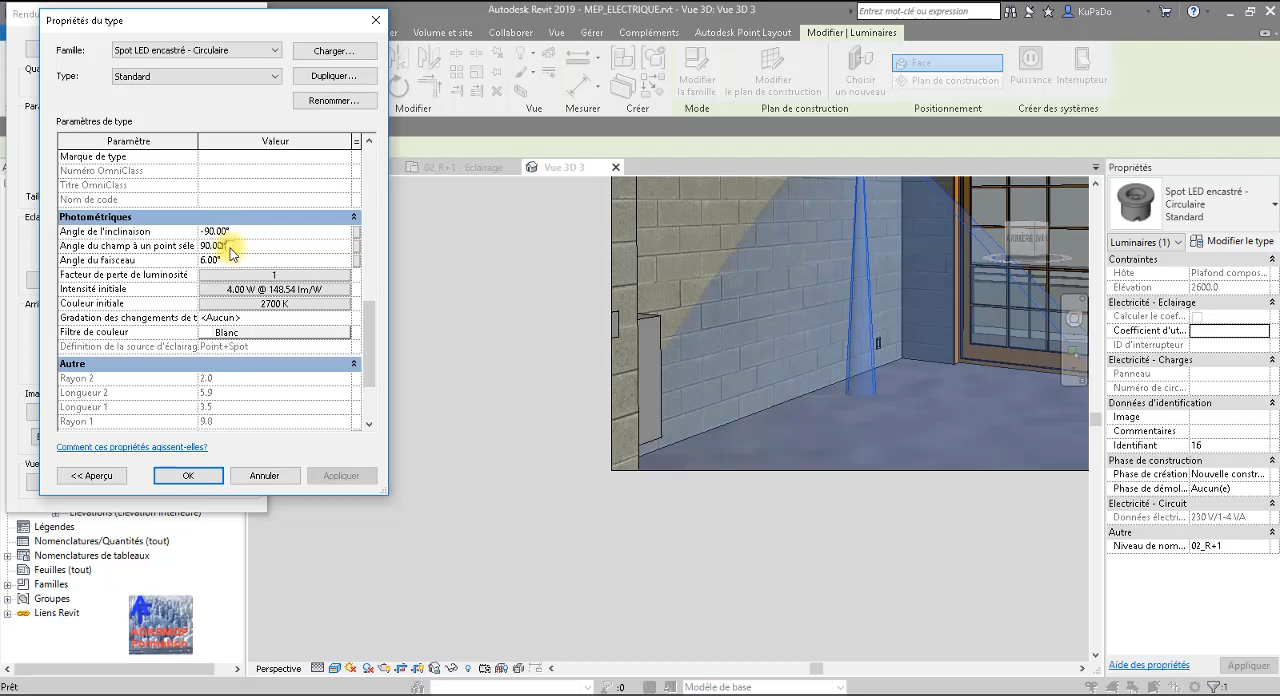 Autodesk Revit 2019 - MEP_ELECTRIQUE.rvt - Vue 3D: Vue 3D 3
Entrez mot-clé ou expression
KuPaDo
Rendu
Propriétés du type
Volume et site
Collaborer
Vue
Gérer
Compléments
Autodesk Point Layout
Modifier | Luminaires
Famille:
Spot LED encastré - Circulaire
Charger...
Type:
Standard
Dupliquer...
Renommer...
Modifier
la famille
Modifier
le plan de construction
Choisir
un nouveau
Face
Plan de construction
Puissance
Interrupteur
Modifier
Vue
Mesurer
Créer
Mode
Plan de construction
Positionnement
Créer des systèmes
Paramètres de type
Paramètre
Valeur
=
Marque de type
Numéro OmniClass
Titre OmniClass
Nom de code
Photométriques
Angle de l'inclinaison
-90.00°
Angle du champ à un point séle
90.00°
Angle du faisceau
6.00°
Facteur de perte de luminosité
1
Intensité initiale
4.00 W @ 148.54 lm/W
Couleur initiale
2700 K
Gradation des changements de t
<Aucun>
Filtre de couleur
Blanc
Définition de la source d'éclairag
Point+Spot
Autre
Rayon 2
2.0
Longueur 2
5.9
Longueur 1
3.5
Rayon 1
9.8
Comment ces propriétés agissent-elles?
<< Aperçu
OK
Annuler
Appliquer
02_R+1 - Eclairage
Vue 3D 3
Propriétés
Spot LED encastré -
Circulaire
Standard
Luminaires (1)
Modifier le type
Contraintes
Hôte
Plafond compos...
Elévation
2600.0
Electricité - Eclairage
Calculer le coef...
Coefficient d'ut...
ID d'interrupteur
Electricité - Charges
Panneau
Numéro de circ...
Données d'identification
Image
Commentaires
Identifiant
16
Phase de construction
Phase de création
Nouvelle constr...
Phase de démol...
Aucun(e)
Electricité - Circuit
Données électri...
230 V/1-4 VA
Autre
Niveau de nom...
02_R+1
Aide des propriétés
Appliquer
Elévations (Elévation intérieure)
Légendes
Nomenclatures/Quantités (tout)
Nomenclatures de tableaux
Feuilles (tout)
Familles
Groupes
Liens Revit
Formation
Perspective
Prêt
:0
Modèle de base
:1